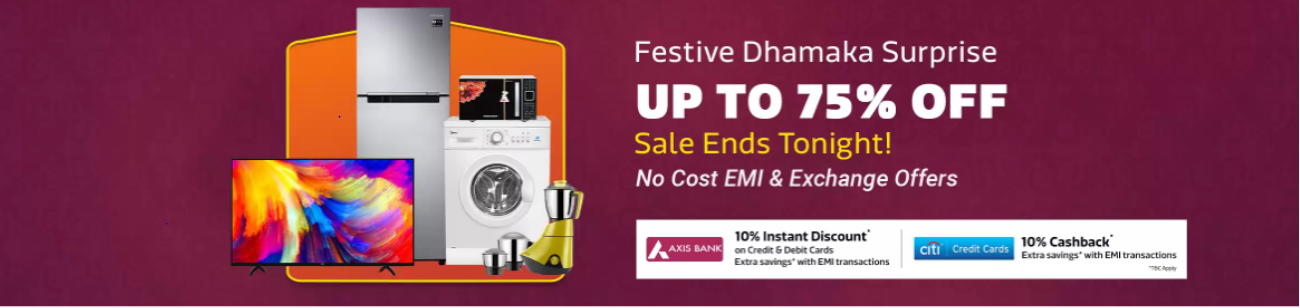 Festive Dhamaka Surprise
UP TO 75% OFF
Sale Ends Tonight!
No Cost EMI & Exchange Offers
AXIS BANK
10% Instant Discount*
on Credit & Debit Cards
Extra savings* with EMI transactions
citi Credit Cards
10% Cashback*
Extra savings* with EMI transactions
*T&C Apply